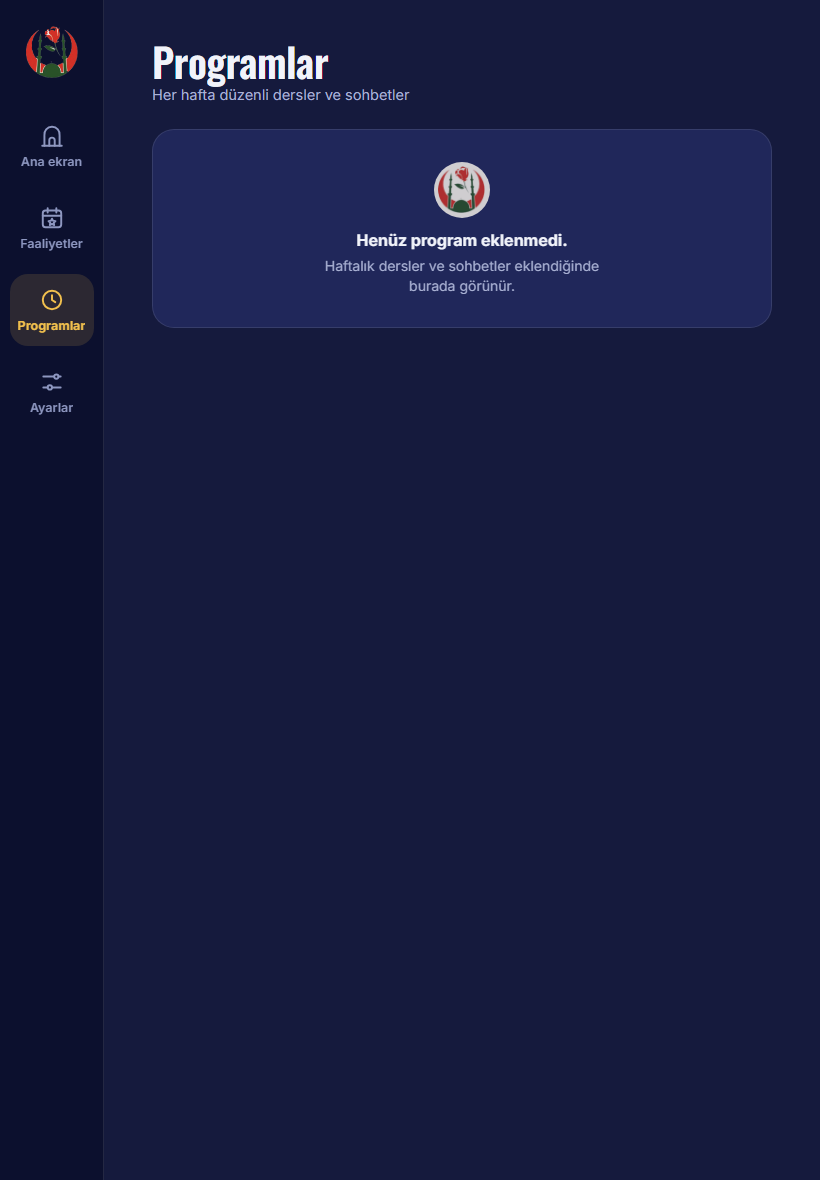 Programlar
Her hafta düzenli dersler ve sohbetler
Ana ekran
Faaliyetler
Programlar
Ayarlar
Henüz program eklenmedi.
Haftalık dersler ve sohbetler eklendiğinde
burada görünür.